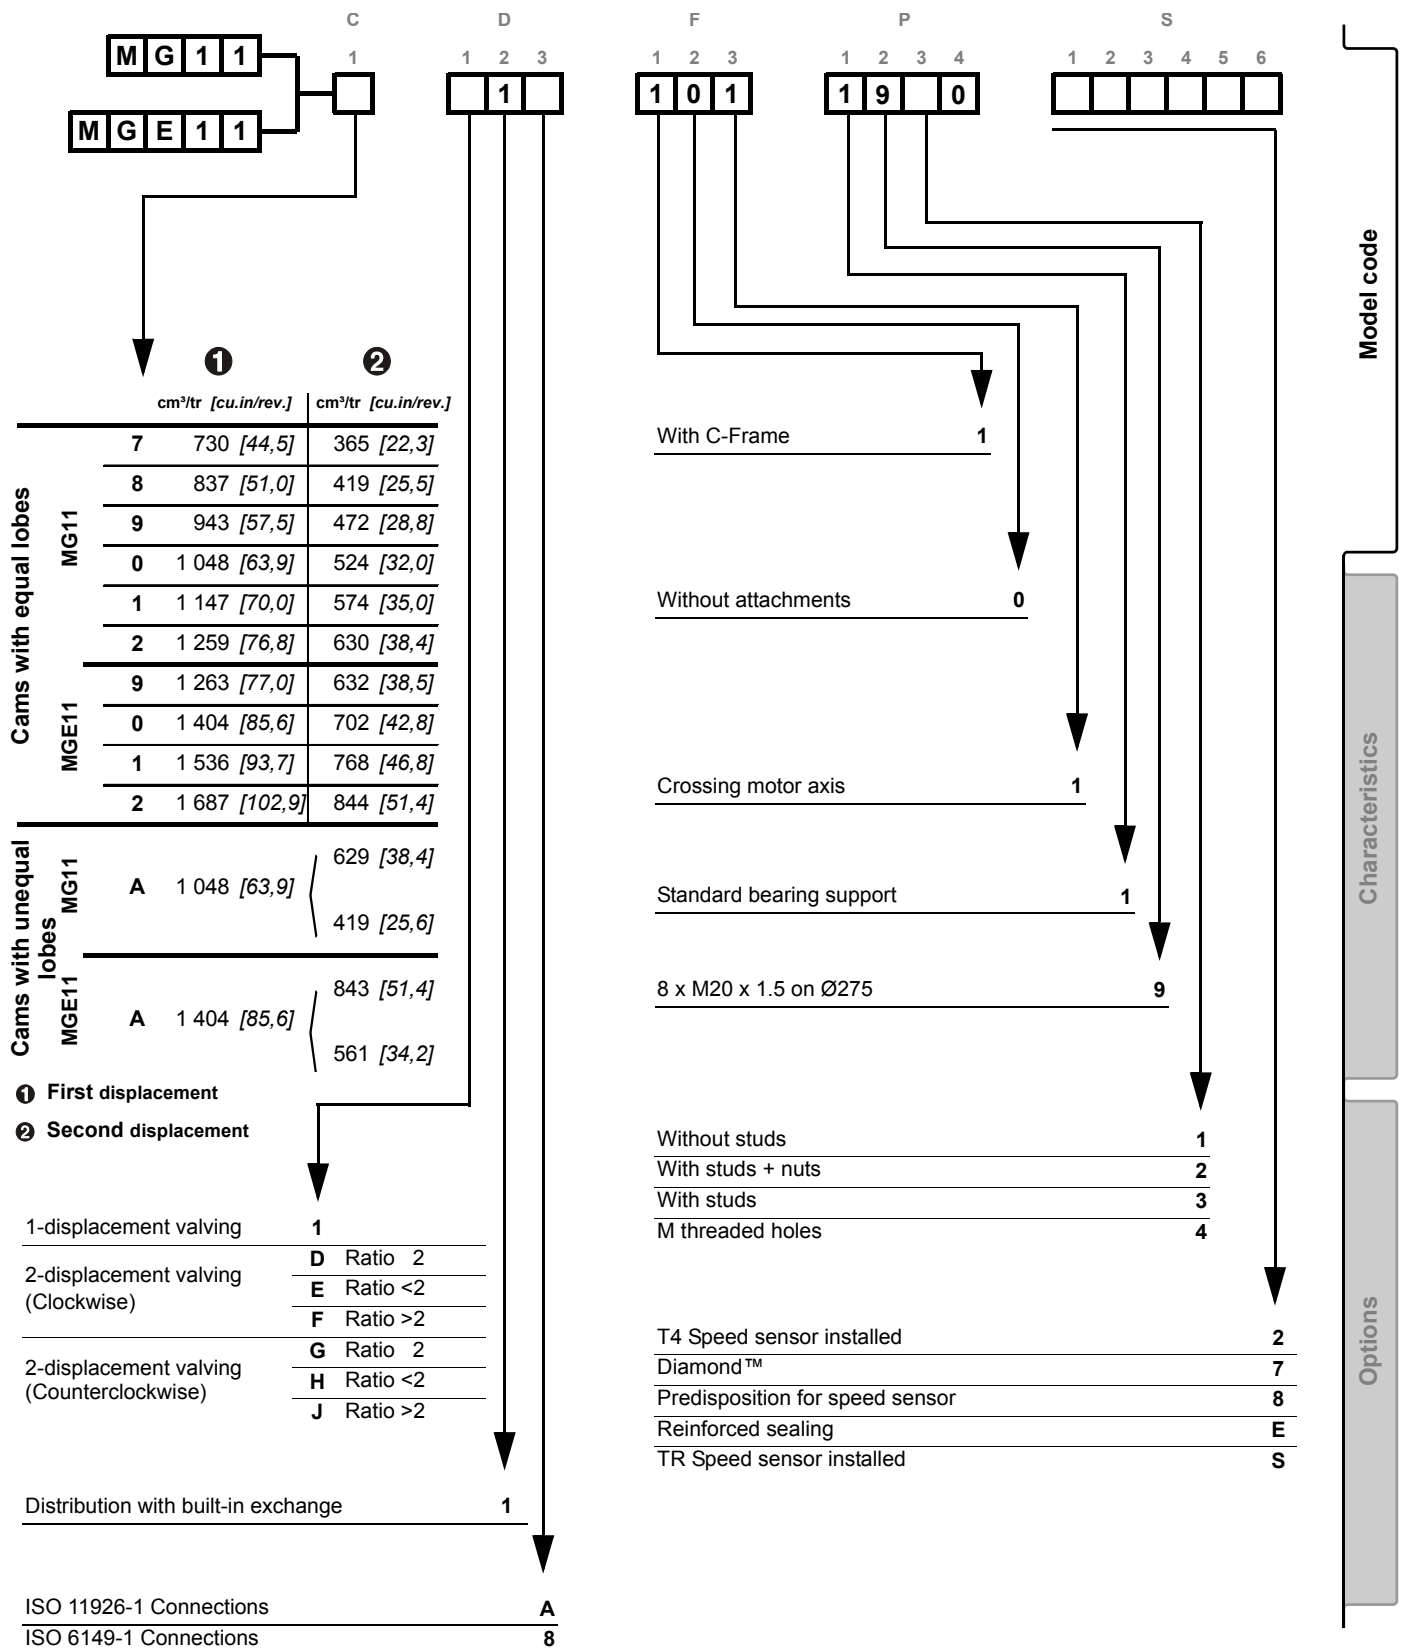 C D F P S
M G 1 1
1 1 2 3 1 2 3 1 2 3 4 1 2 3 4 5 6
1 1 0 1 1 9 0
M G E 1 1
❶ ❷
cm³/tr [cu.in/rev.] cm³/tr [cu.in/rev.]
Cams with equal lobes
MG11
7 730 [44,5] 365 [22,3]
8 837 [51,0] 419 [25,5]
9 943 [57,5] 472 [28,8]
0 1 048 [63,9] 524 [32,0]
1 1 147 [70,0] 574 [35,0]
2 1 259 [76,8] 630 [38,4]
MGE11
9 1 263 [77,0] 632 [38,5]
0 1 404 [85,6] 702 [42,8]
1 1 536 [93,7] 768 [46,8]
2 1 687 [102,9] 844 [51,4]
Cams with unequal
lobes
MG11
629 [38,4]
A 1 048 [63,9]
419 [25,6]
MGE11
843 [51,4]
A 1 404 [85,6]
561 [34,2]
❶ First displacement
❷ Second displacement
1-displacement valving 1
2-displacement valving
(Clockwise)
D Ratio 2
E Ratio <2
F Ratio >2
2-displacement valving
(Counterclockwise)
G Ratio 2
H Ratio <2
J Ratio >2
Distribution with built-in exchange 1
ISO 11926-1 Connections A
ISO 6149-1 Connections 8
With C-Frame 1
Without attachments 0
Crossing motor axis 1
Standard bearing support 1
8 x M20 x 1.5 on Ø275 9
Without studs 1
With studs + nuts 2
With studs 3
M threaded holes 4
T4 Speed sensor installed 2
Diamond™ 7
Predisposition for speed sensor 8
Reinforced sealing E
TR Speed sensor installed S
Model code
Characteristics
Options